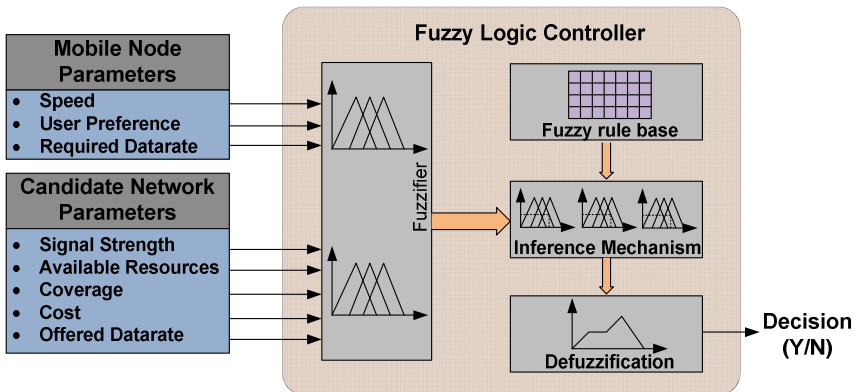 Fuzzy Logic Controller
Mobile Node
Parameters
• Speed
• User Preference
• Required Datarate
Candidate Network
Parameters
• Signal Strength
• Available Resources
• Coverage
• Cost
• Offered Datarate
Fuzzifier
Fuzzy rule base
Inference Mechanism
Defuzzification
Decision
(Y/N)